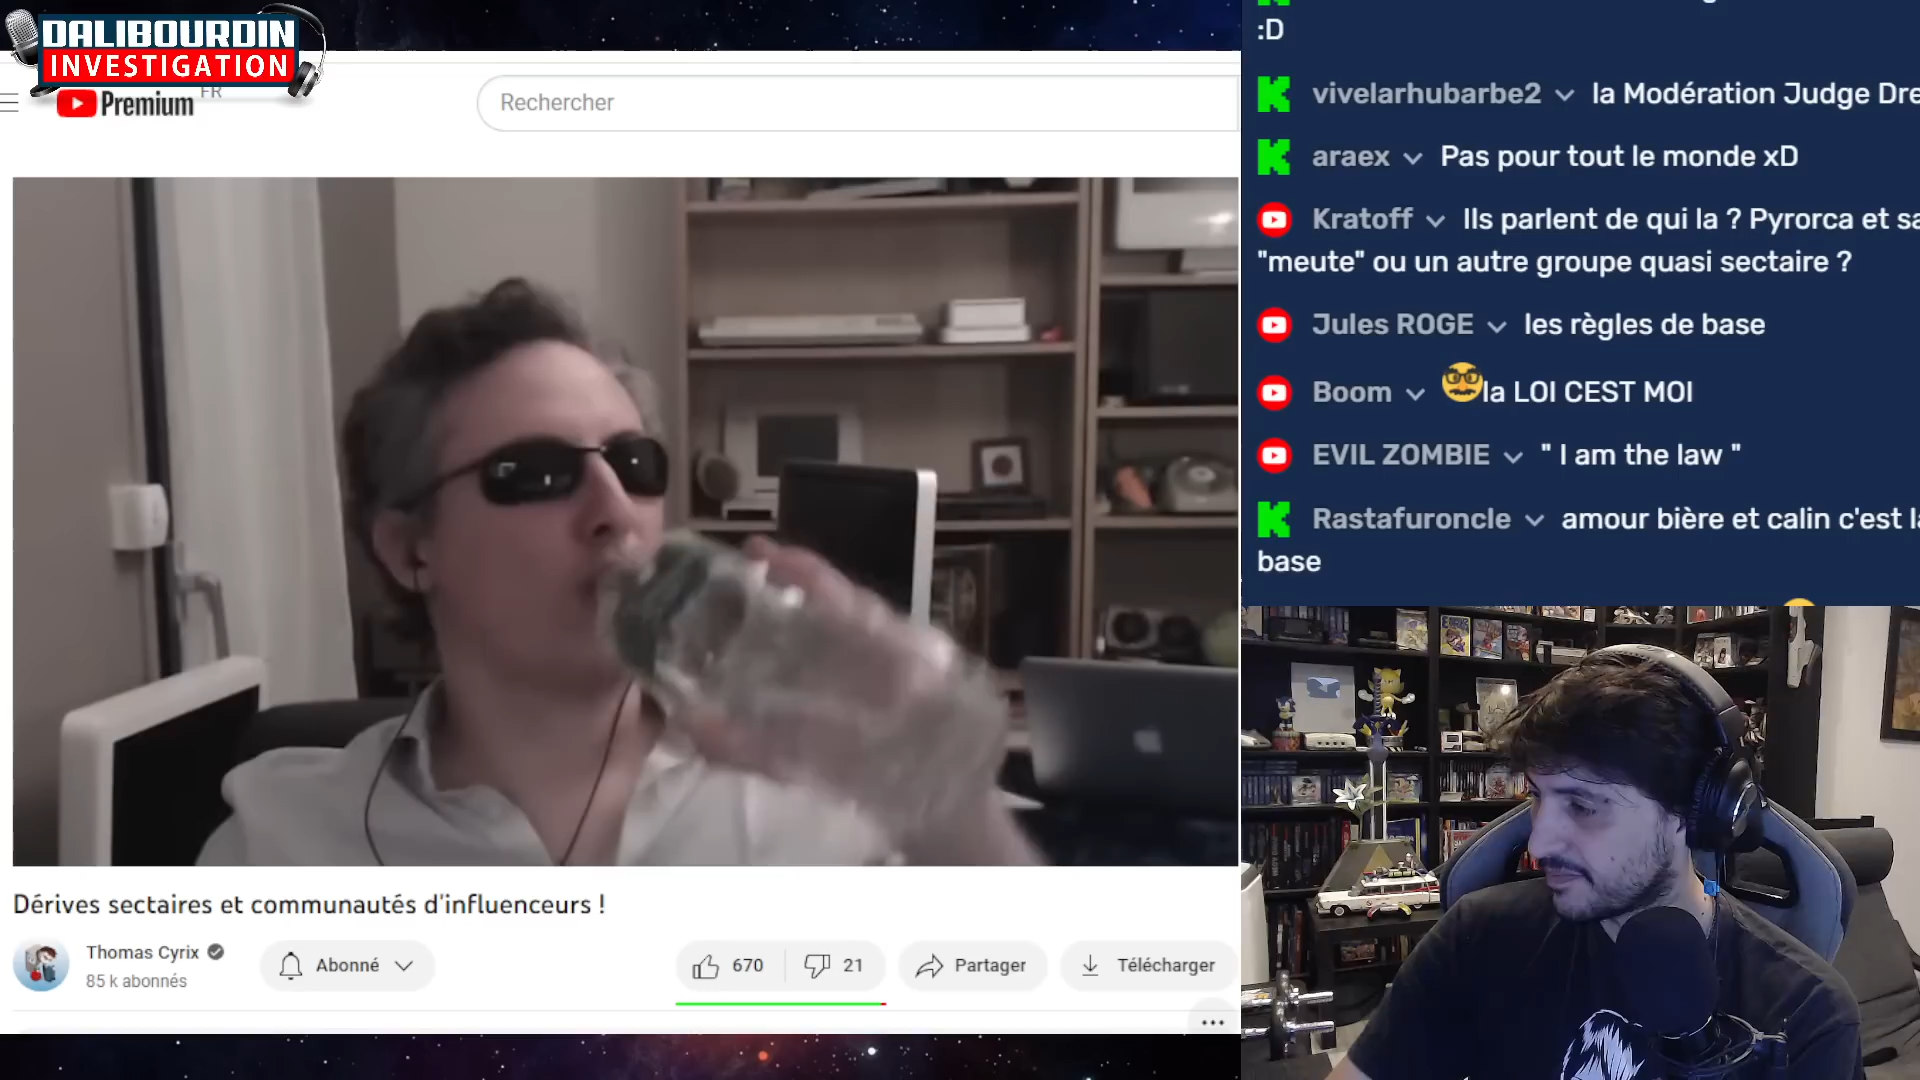 DALIBOURDIN
INVESTIGATION
Premium
FR
Rechercher
Dérives sectaires et communautés d'influenceurs !
Thomas Cyrix
85 k abonnés
Abonné
670
21
Partager
Télécharger
:D
vivelarhubarbe2 la Modération Judge Dre
araex Pas pour tout le monde xD
Kratoff Ils parlent de qui la ? Pyrorca et sa
"meute" ou un autre groupe quasi sectaire ?
Jules ROGE les règles de base
Boom la LOI CEST MOI
EVIL ZOMBIE " I am the law "
Rastafuroncle amour bière et calin c'est la
base